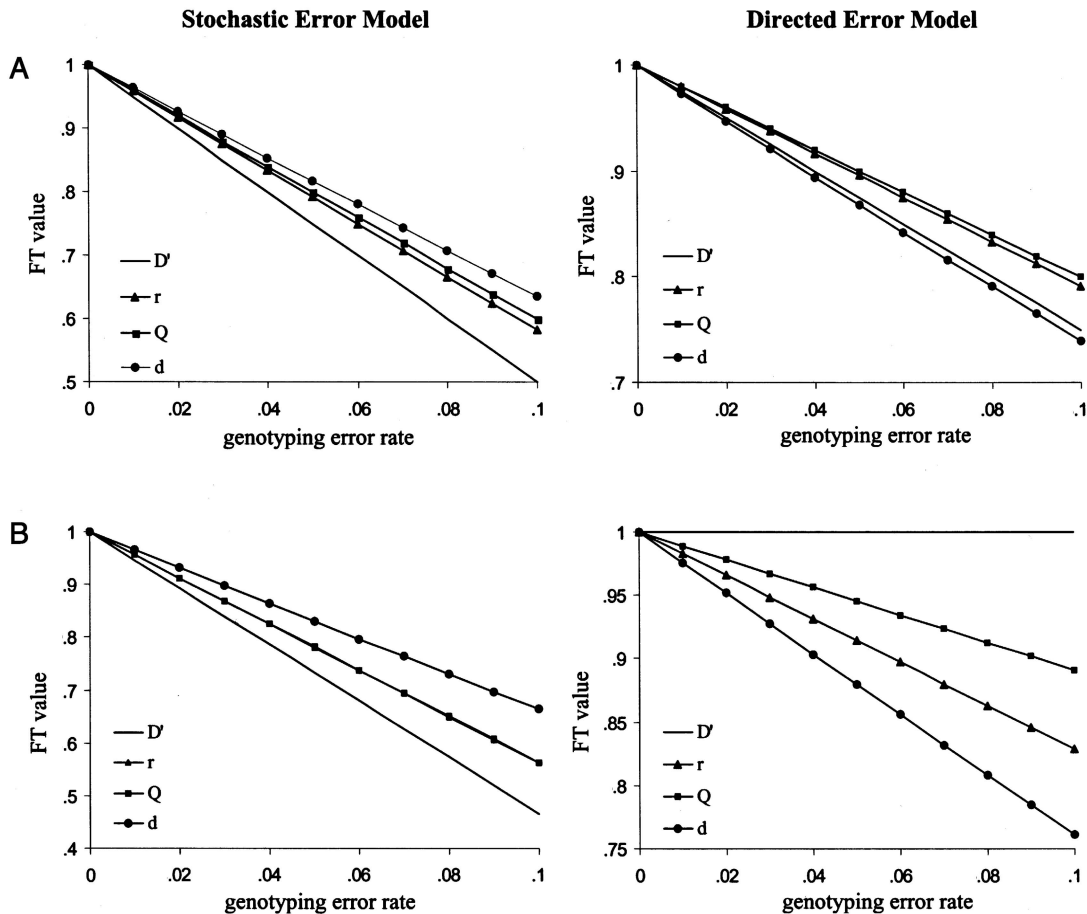 Stochastic Error Model
Directed Error Model
A
1
.9
.8
.7
.6
.5
FT value
D'
r
Q
d
0
.02
.04
.06
.08
.1
genotyping error rate
1
.9
.8
.7
FT value
D'
r
Q
d
0
.02
.04
.06
.08
.1
genotyping error rate
B
1
.9
.8
.7
.6
.5
.4
FT value
D'
r
Q
d
0
.02
.04
.06
.08
.1
genotyping error rate
1
.95
.9
.85
.8
.75
FT value
D'
r
Q
d
0
.02
.04
.06
.08
.1
genotyping error rate